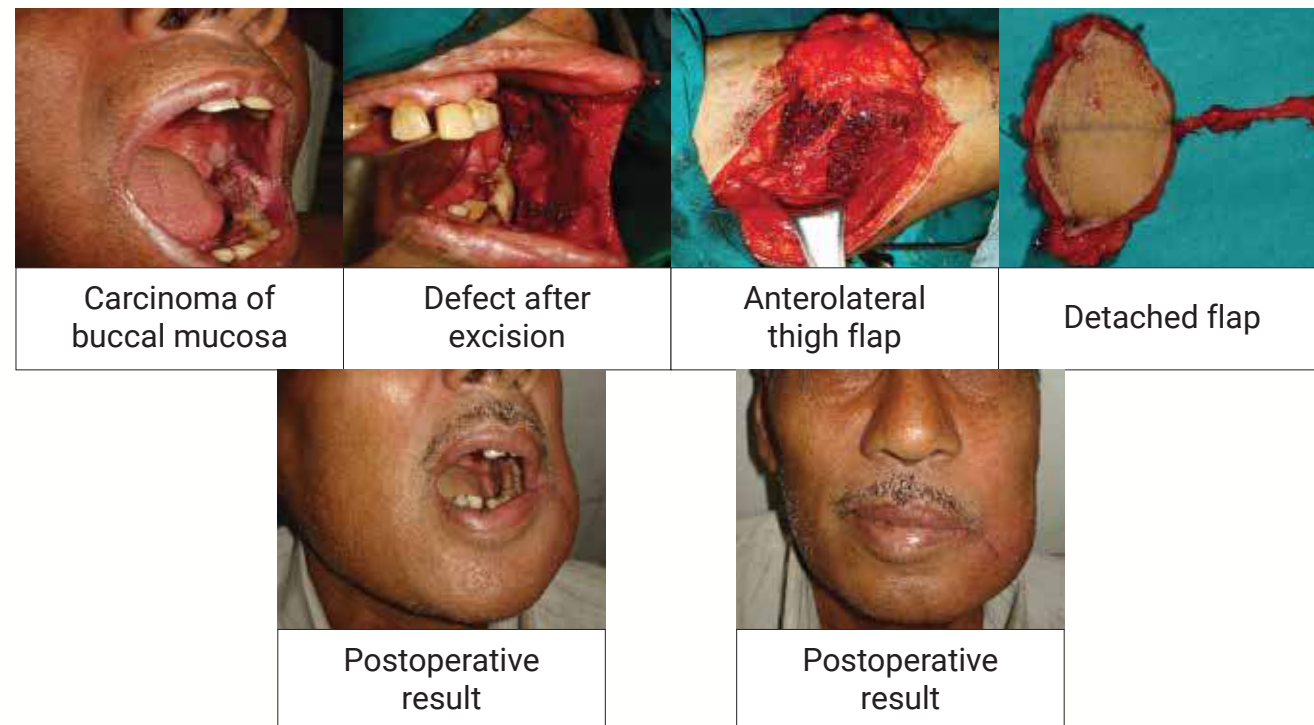 Carcinoma of
buccal mucosa
Defect after
excision
Anterolateral
thigh flap
Detached flap
Postoperative
result
Postoperative
result